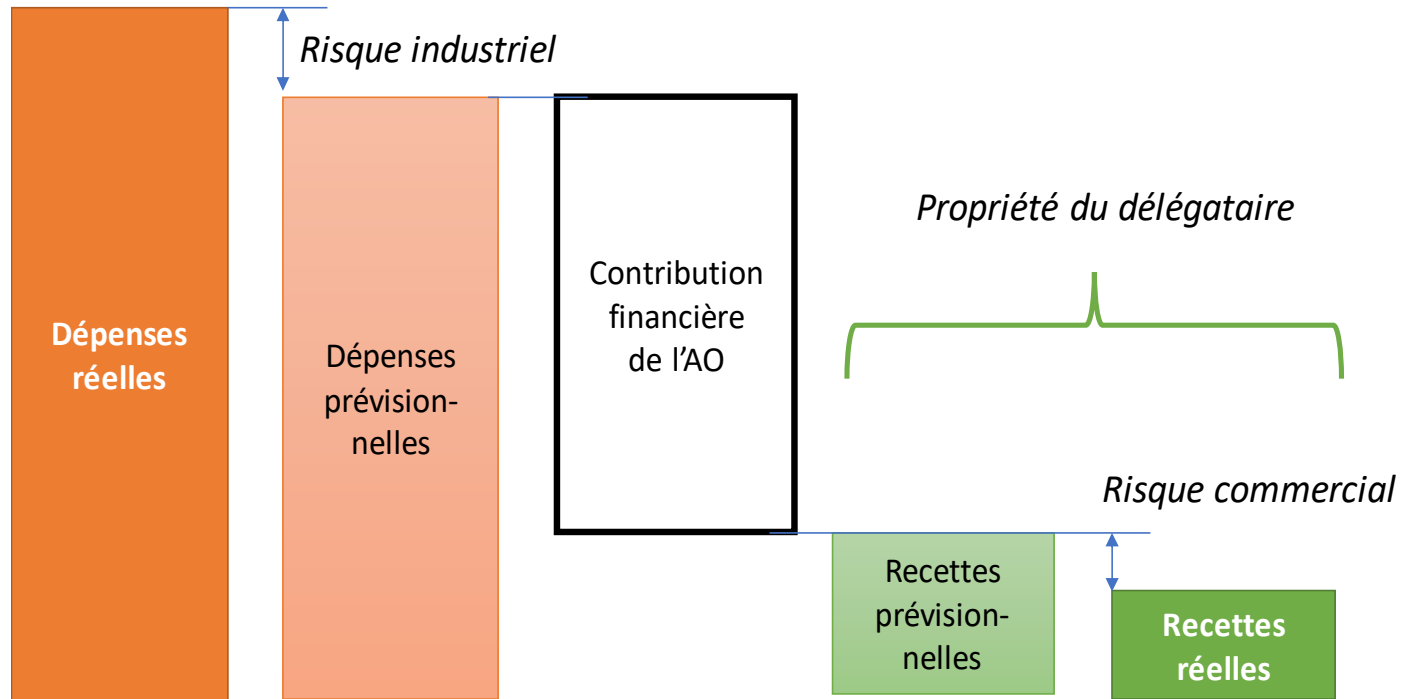 Risque industriel
Propriété du délégataire
Contribution
financière
de l'AO
Dépenses
réelles
Dépenses
prévision-
nelles
Risque commercial
Recettes
prévision-
nelles
Recettes
réelles